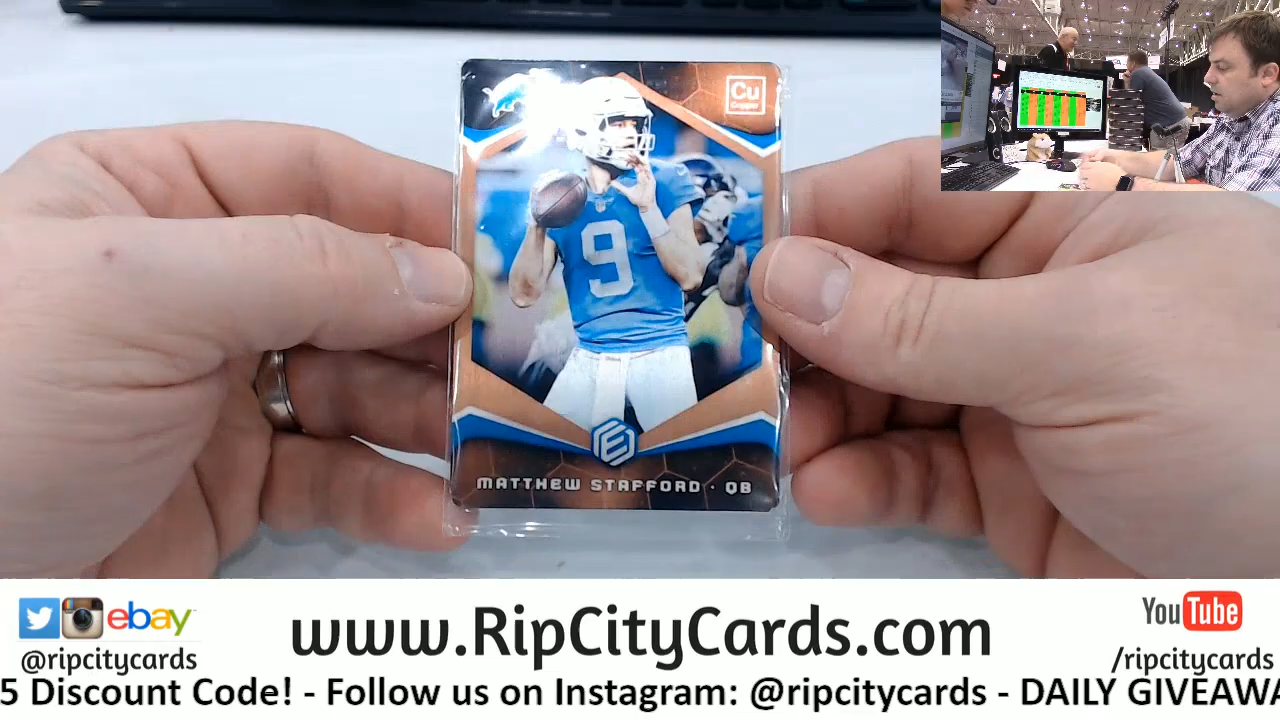 Cu
Copper
9
E
MATTHEW STAFFORD · QB
ebay
@ripcitycards
www.RipCityCards.com
YouTube
/ripcitycards
5 Discount Code! - Follow us on Instagram: @ripcitycards - DAILY GIVEAWA